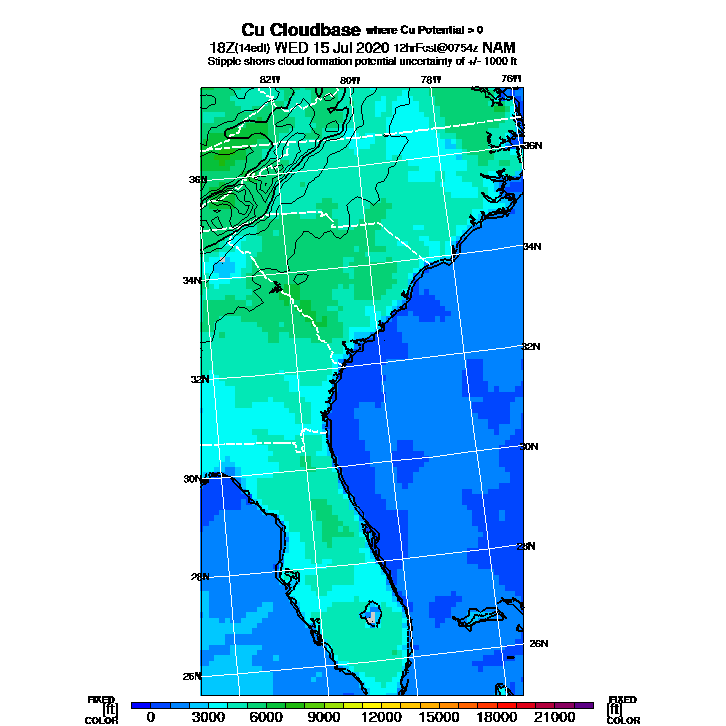 Cu Cloudbase where Cu Potential > 0
18Z(14edt) WED 15 Jul 2020 12hrFcst@0754z NAM
Stipple shows cloud formation potential uncertainty of +/- 1000 ft
82W 80W 78W 76W
36N
36N
34N
34N
32N
32N
30N
30N
28N
28N
26N
26N
FIXED FIXED
[ft] [ft]
COLOR COLOR
0 3000 6000 9000 12000 15000 18000 21000